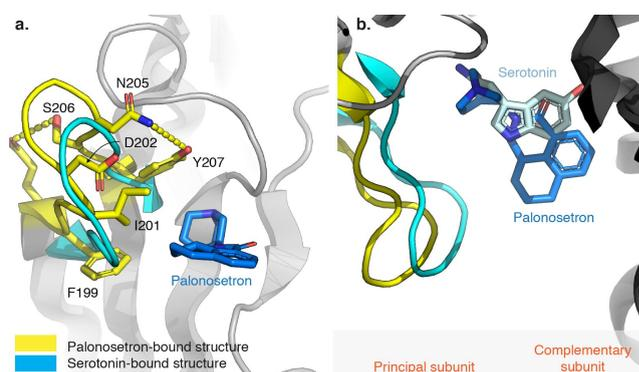 a.
N205
S206
D202
Y207
I201
Palonosetron
F199
Palonosetron-bound structure
Serotonin-bound structure
b.
Serotonin
Palonosetron
Principal subunit
Complementary
subunit